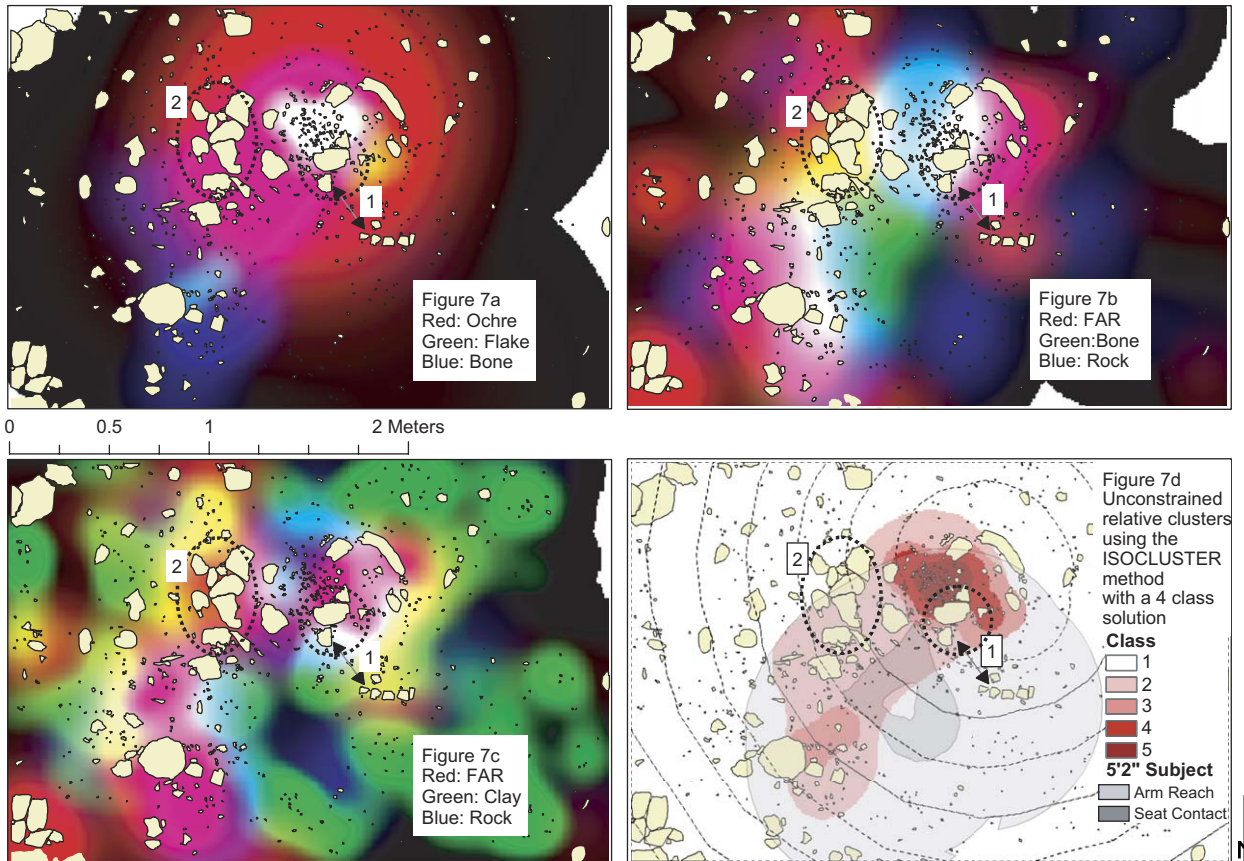 2
1
Figure 7a
Red: Ochre
Green: Flake
Blue: Bone
2
1
Figure 7b
Red: FAR
Green:Bone
Blue: Rock
0 0.5 1 2 Meters
2
1
Figure 7c
Red: FAR
Green: Clay
Blue: Rock
2
1
Figure 7d
Unconstrained
relative clusters
using the
ISOCLUSTER
method
with a 4 class
solution
Class
1
2
3
4
5
5'2" Subject
Arm Reach
Seat Contact
N